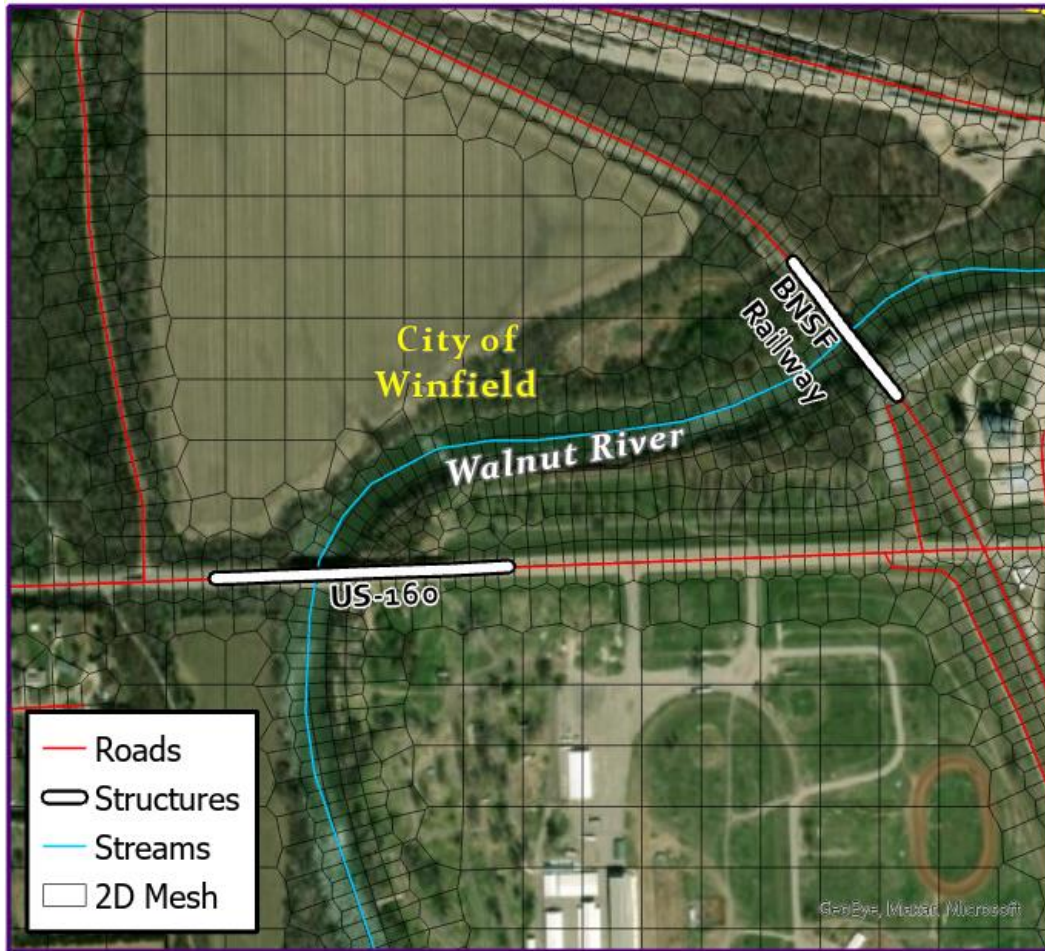 City of
Winfield
BNSF
Railway
Walnut River
US-160
Roads
Structures
Streams
2D Mesh
GeoEye, Maxar, Microsoft